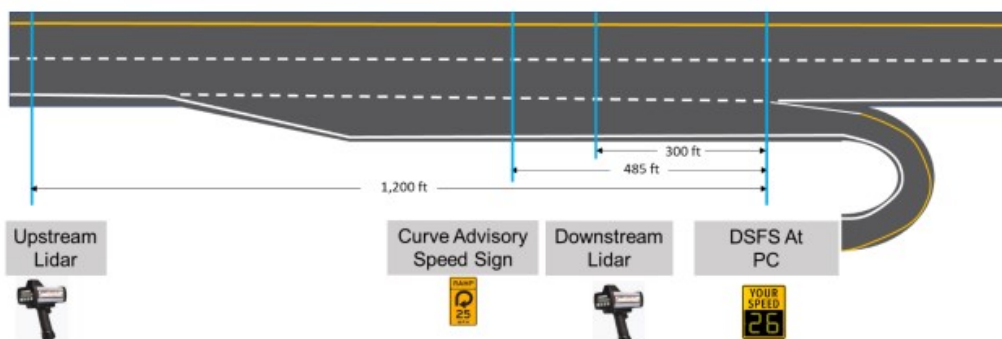 300 ft
485 ft
1,200 ft
Upstream
Lidar
Curve Advisory
Speed Sign
Downstream
Lidar
DSFS At
PC
RAMP
25
MPH
YOUR
SPEED
26